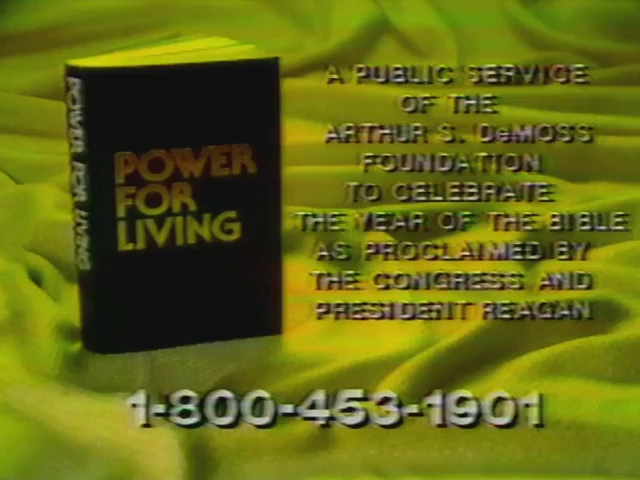 POWER FOR LIVING
POWER
FOR
LIVING
A PUBLIC SERVICE
OF THE
ARTHUR S. DeMOSS
FOUNDATION
TO CELEBRATE
THE YEAR OF THE BIBLE
AS PROCLAIMED BY
THE CONGRESS AND
PRESIDENT REAGAN
1-800-453-1901